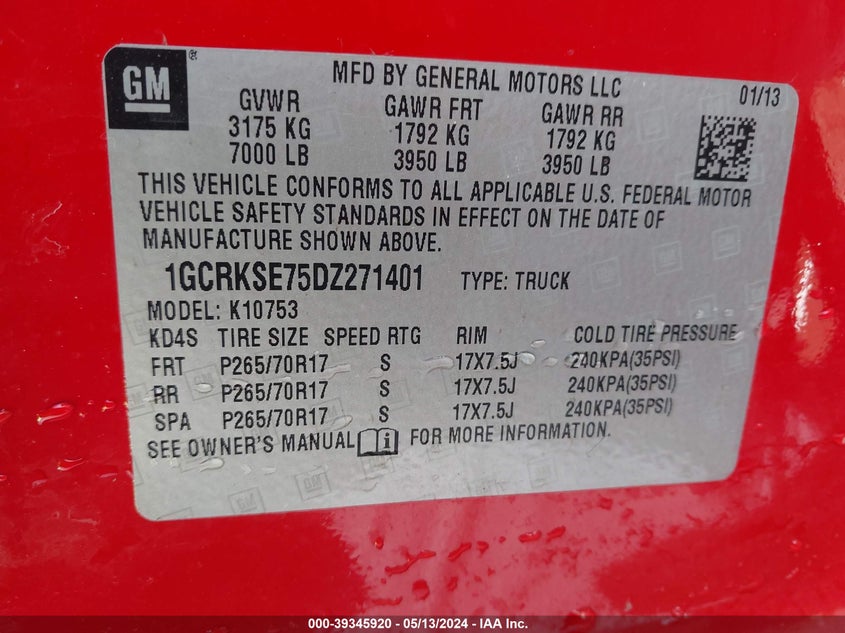 GM®
MFD BY GENERAL MOTORS LLC 01/13
GVWR GAWR FRT GAWR RR
3175 KG 1792 KG 1792 KG
7000 LB 3950 LB 3950 LB
THIS VEHICLE CONFORMS TO ALL APPLICABLE U.S. FEDERAL MOTOR
VEHICLE SAFETY STANDARDS IN EFFECT ON THE DATE OF
MANUFACTURE SHOWN ABOVE.
1GCRKSE75DZ271401 TYPE: TRUCK
MODEL: K10753
KD4S TIRE SIZE SPEED RTG RIM COLD TIRE PRESSURE
FRT P265/70R17 S 17X7.5J 240KPA(35PSI)
RR P265/70R17 S 17X7.5J 240KPA(35PSI)
SPA P265/70R17 S 17X7.5J 240KPA(35PSI)
SEE OWNER'S MANUAL FOR MORE INFORMATION.
000-39345920 - 05/13/2024 - IAA Inc.